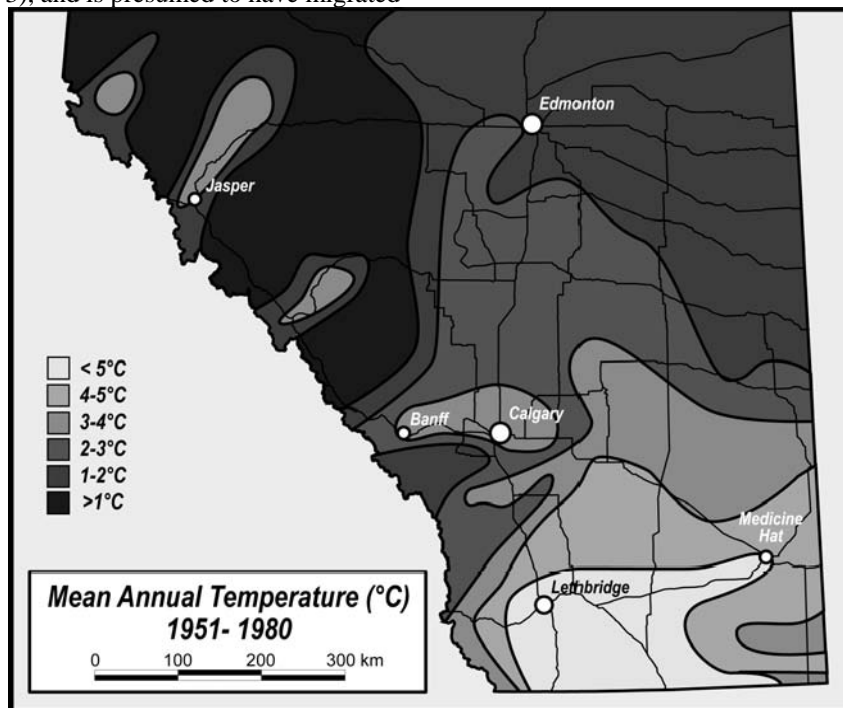 3), and is presumed to have migrated
Edmonton
Jasper
< 5°C
4-5°C
3-4°C
2-3°C
1-2°C
>1°C
Banff
Calgary
Medicine
Hat
Lethbridge
Mean Annual Temperature (°C)
1951- 1980
0 100 200 300 km